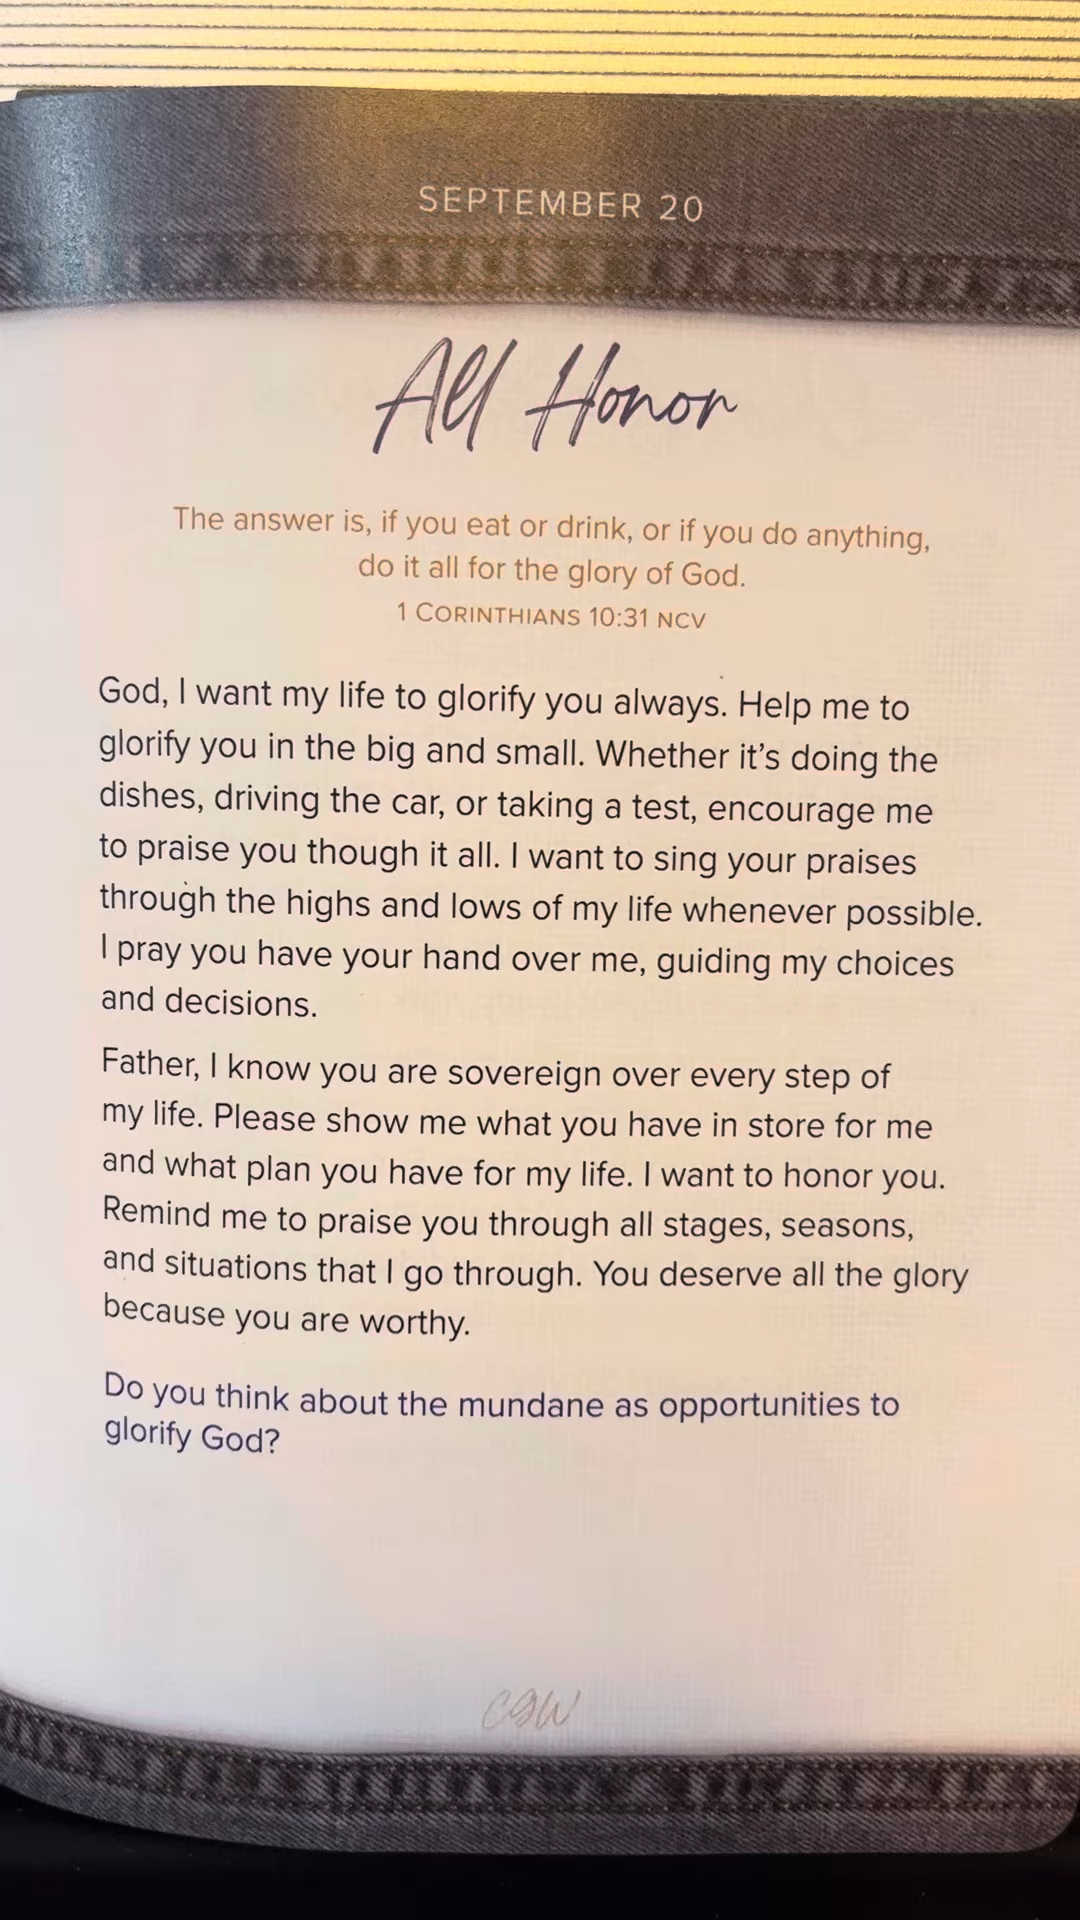 SEPTEMBER 20
All Honor
The answer is, if you eat or drink, or if you do anything,
do it all for the glory of God.
1 CORINTHIANS 10:31 NCV
God, I want my life to glorify you always. Help me to
glorify you in the big and small. Whether it's doing the
dishes, driving the car, or taking a test, encourage me
to praise you though it all. I want to sing your praises
through the highs and lows of my life whenever possible.
I pray you have your hand over me, guiding my choices
and decisions.
Father, I know you are sovereign over every step of
my life. Please show me what you have in store for me
and what plan you have for my life. I want to honor you.
Remind me to praise you through all stages, seasons,
and situations that I go through. You deserve all the glory
because you are worthy.
Do you think about the mundane as opportunities to
glorify God?
cgw